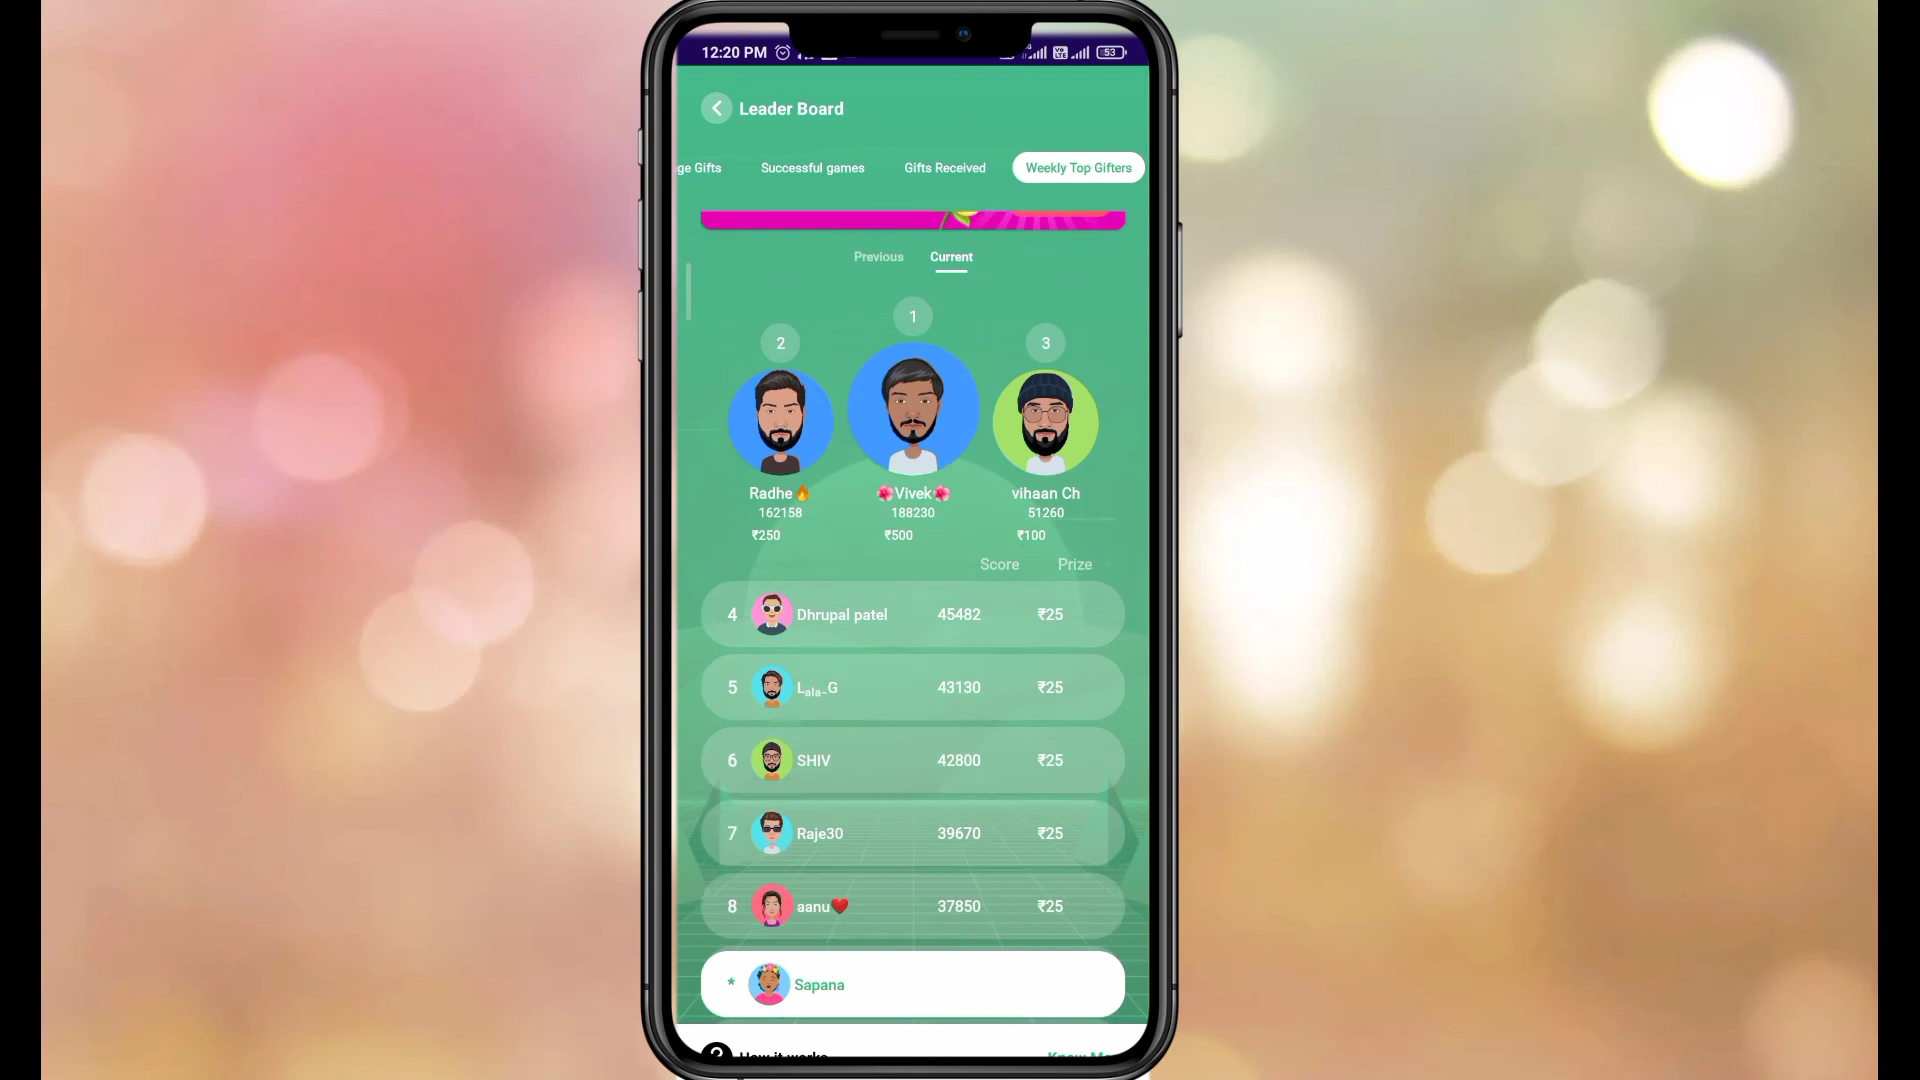 12:20 PM 53
Leader Board
ge Gifts Successful games Gifts Received Weekly Top Gifters
Previous Current
1
2 3
Radhe🔥 🌺Vivek🌺 vihaan Ch
162158 188230 51260
₹250 ₹500 ₹100
Score Prize
4 Dhrupal patel 45482 ₹25
5 Lₐₗₐ-G 43130 ₹25
6 SHIV 42800 ₹25
7 Raje30 39670 ₹25
8 aanu❤️ 37850 ₹25
* Sapana
How it works